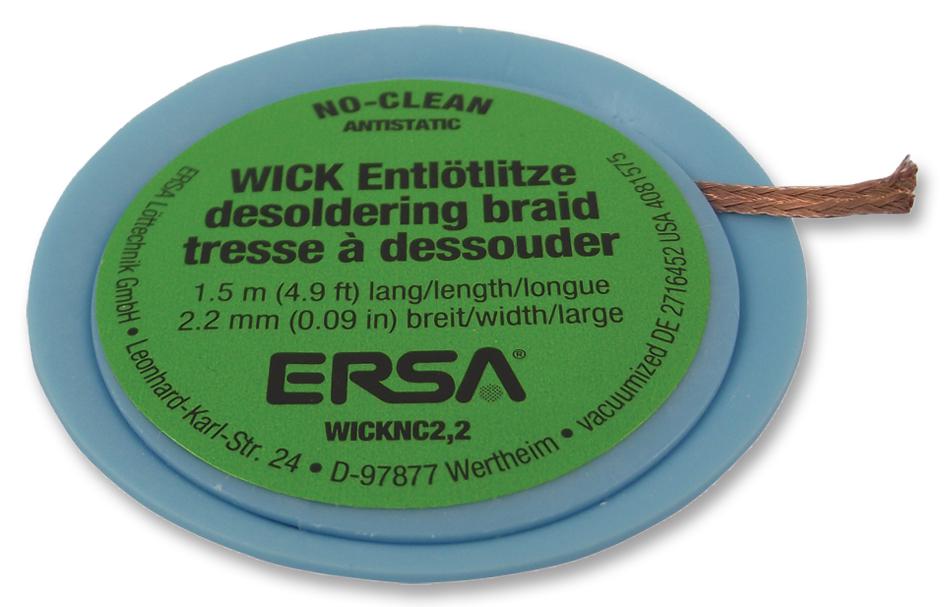 NO-CLEAN
ANTISTATIC
WICK Entlötlitze
desoldering braid
tresse à dessouder
1.5 m (4.9 ft) lang/length/longue
2.2 mm (0.09 in) breit/width/large
ERSA®
WICKNC2,2
ERSA Löttechnik GmbH • Leonhard-Karl-Str. 24 • D-97877 Wertheim • vacuumized DE 2716452 USA 4081575